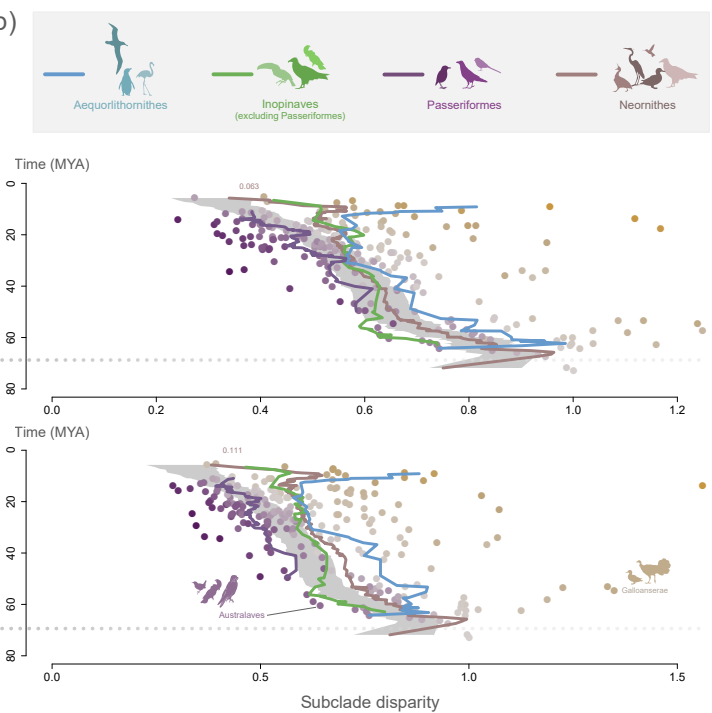 b)
Aequorlithornithes
Inopinaves
(excluding Passeriformes)
Passeriformes
Neornithes
Time (MYA)
0.063
0
20
40
60
80
0.0 0.2 0.4 0.6 0.8 1.0 1.2
Time (MYA)
0.111
0
20
40
60
80
Galloanserae
Australaves
0.0 0.5 1.0 1.5
Subclade disparity